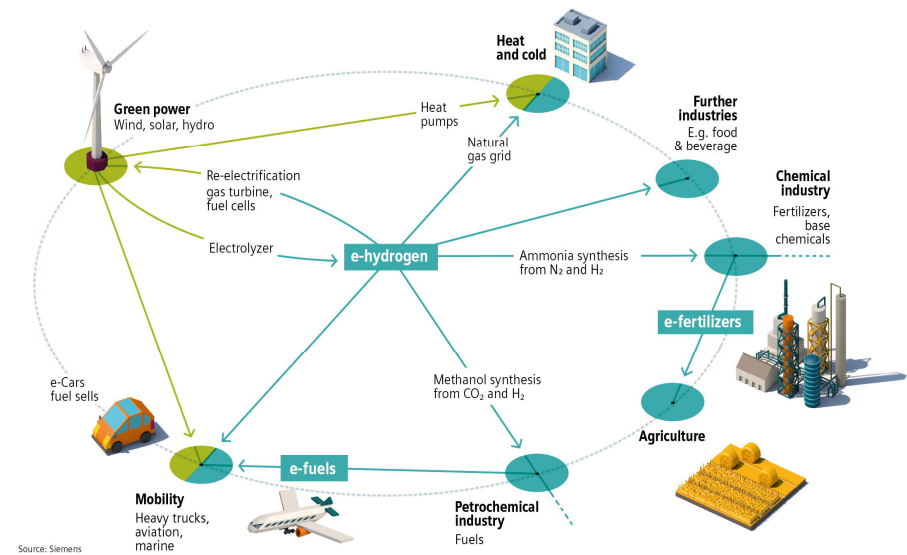 Heat
and cold
Green power
Wind, solar, hydro
Heat
pumps
Further
industries
E.g. food
& beverage
Natural
gas grid
Re-electrification
gas turbine,
fuel cells
Chemical
industry
Fertilizers,
base
chemicals
Electrolyzer
e-hydrogen
Ammonia synthesis
from N₂ and H₂
e-fertilizers
e-Cars
fuel sells
Methanol synthesis
from CO₂ and H₂
Agriculture
e-fuels
Mobility
Heavy trucks,
aviation,
marine
Petrochemical
industry
Fuels
Source: Siemens